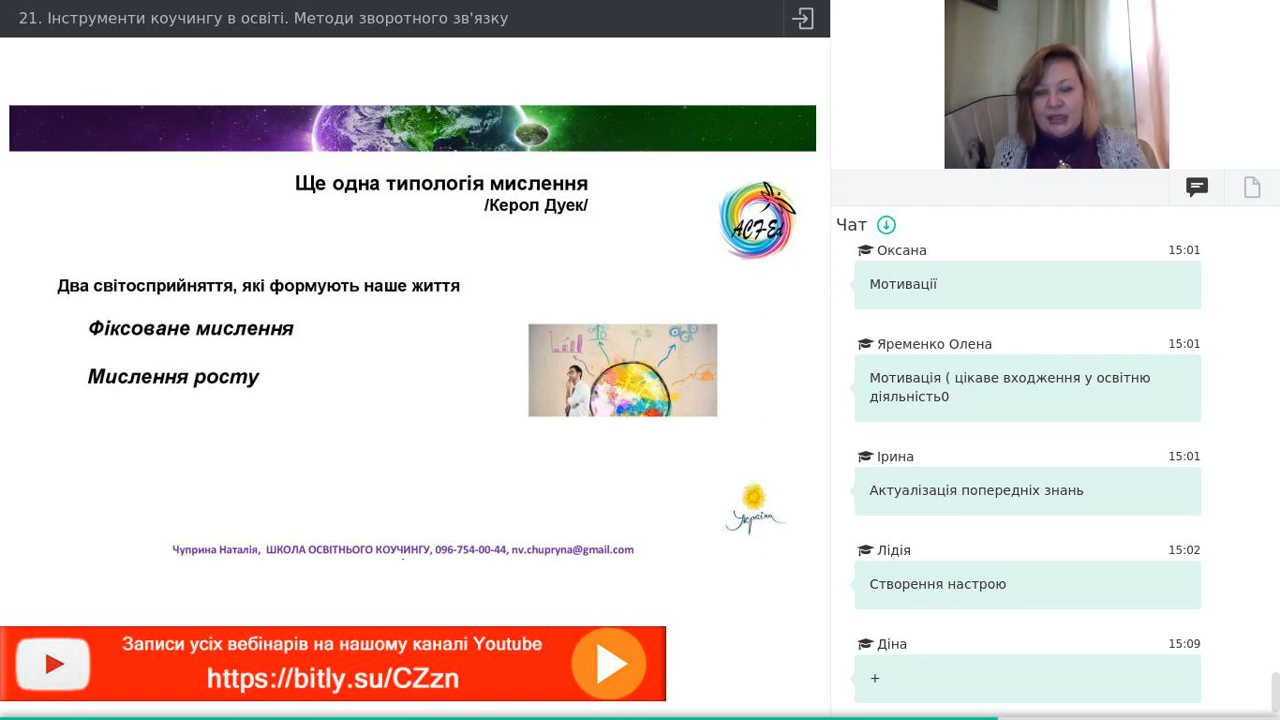 21. Інструменти коучингу в освіті. Методи зворотного зв'язку
Ще одна типологія мислення
/Керол Дуек/
ACF-Ed
Два світосприйняття, які формують наше життя
Фіксоване мислення
Мислення росту
Україна
Чуприна Наталія,  ШКОЛА ОСВІТНЬОГО КОУЧИНГУ, 096-754-00-44, nv.chupryna@gmail.com
Записи усіх вебінарів на нашому каналі Youtube
https://bitly.su/CZzn
Чат
Оксана 15:01
Мотивації
Яременко Олена 15:01
Мотивація ( цікаве входження у освітню
діяльність0
Ірина 15:01
Актуалізація попередніх знань
Лідія 15:02
Створення настрою
Діна 15:09
+